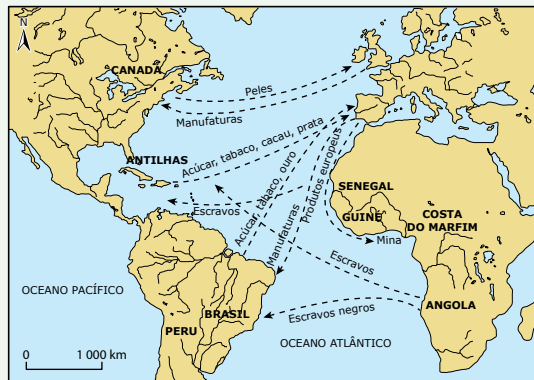 N
CANADÁ
Peles
Manufaturas
Açúcar, tabaco, cacau, prata
ANTILHAS
Escravos
Açúcar, tabaco, ouro
Manufaturas
Produtos europeus
SENEGAL
GUINÉ
COSTA
DO MARFIM
Mina
Escravos
ANGOLA
Escravos negros
OCEANO PACÍFICO
BRASIL
PERU
OCEANO ATLÂNTICO
0 1 000 km